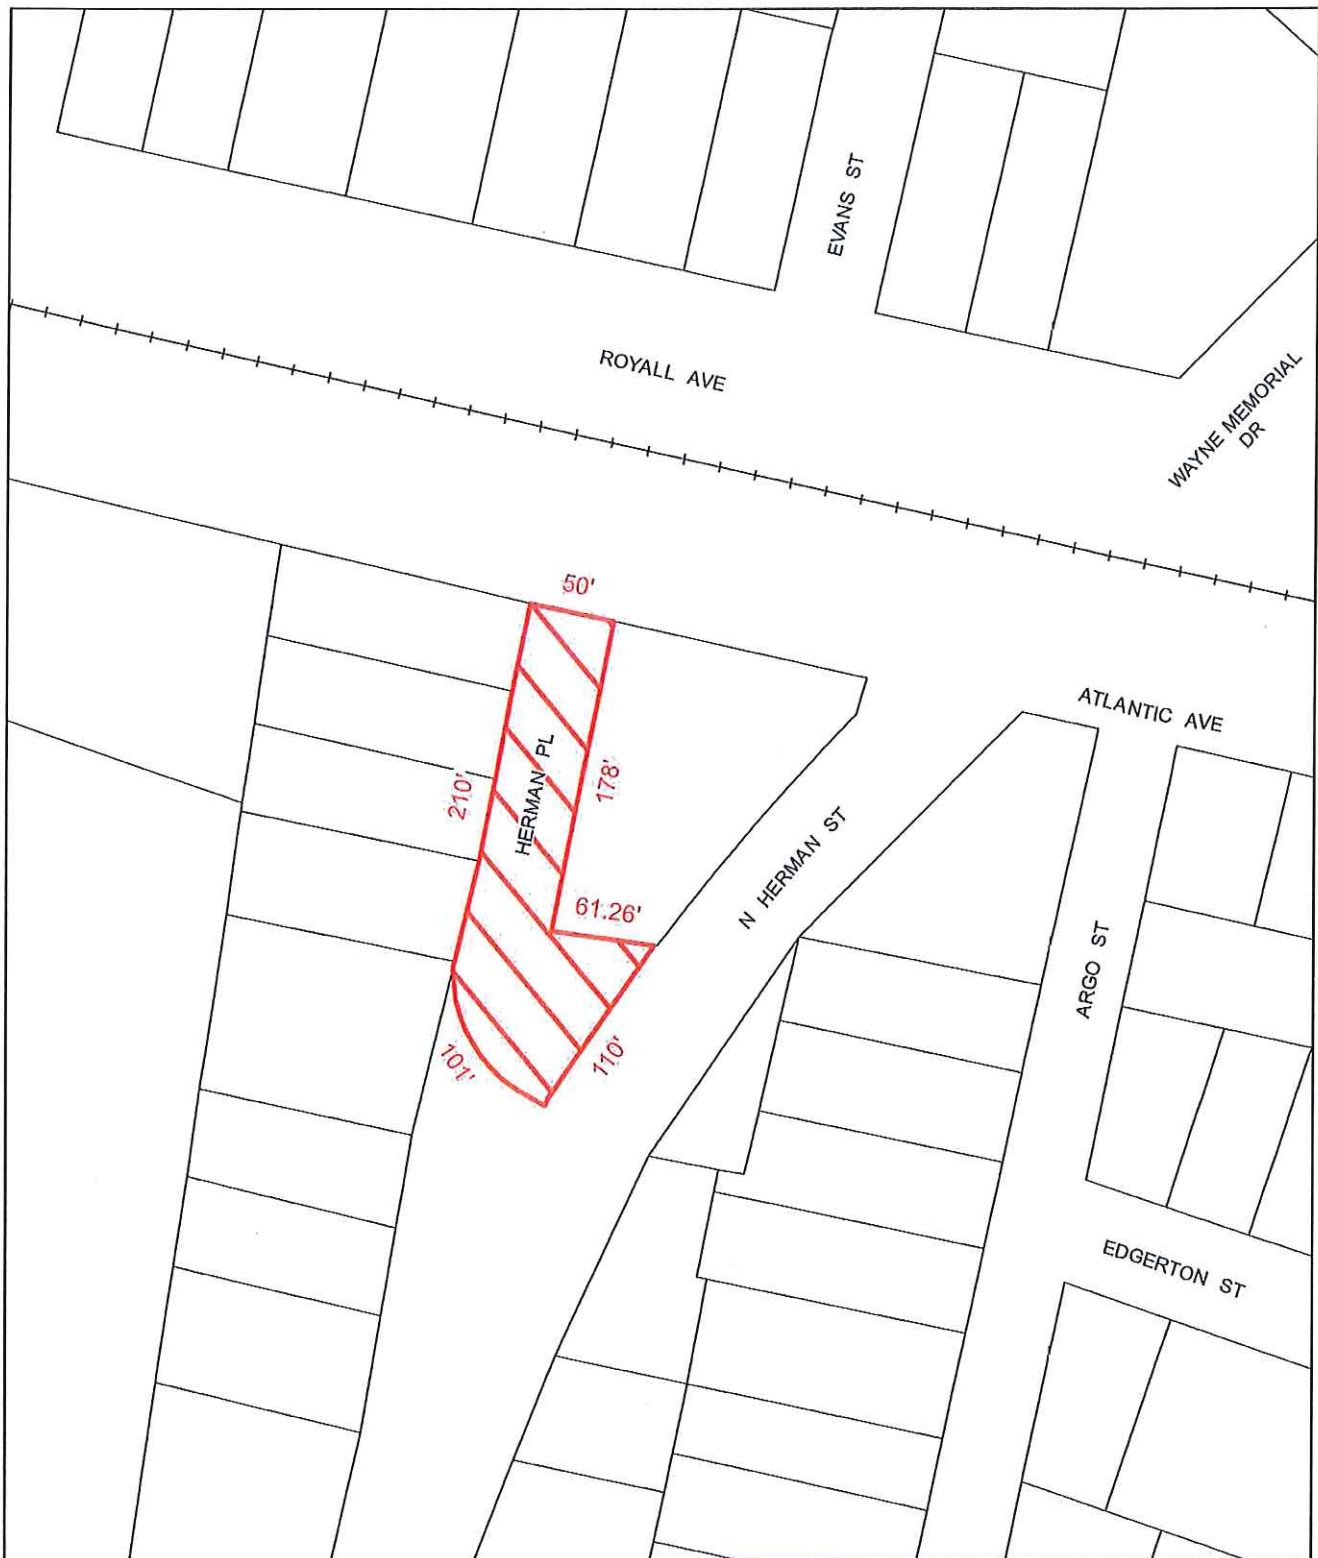 EVANS ST
ROYALL AVE
WAYNE MEMORIAL
DR
50'
ATLANTIC AVE
HERMAN PL
210'
178'
N HERMAN ST
61.26'
ARGO ST
101'
110'
EDGERTON ST